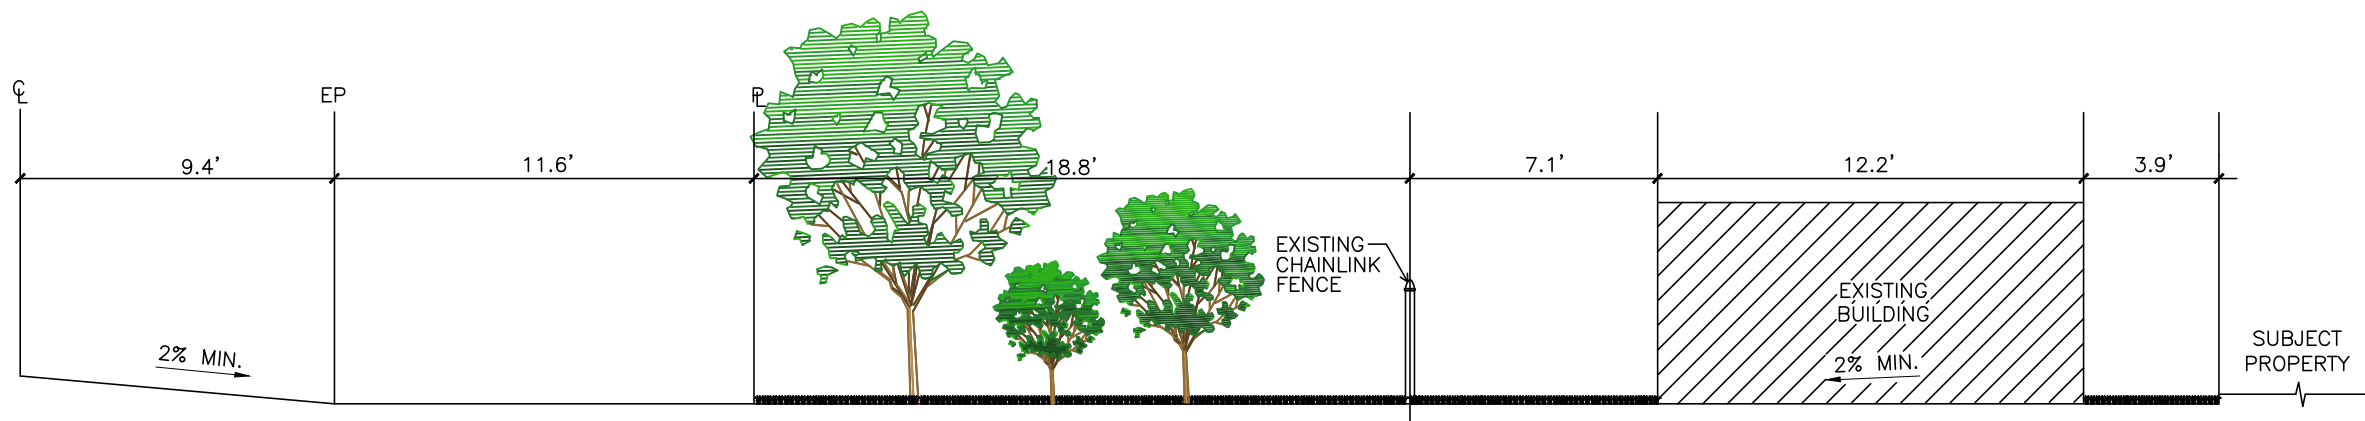 ℄
EP
PL
9.4'
11.6'
18.8'
7.1'
12.2'
3.9'
EXISTING
CHAINLINK
FENCE
EXISTING
BUILDING
2% MIN.
2% MIN.
SUBJECT
PROPERTY